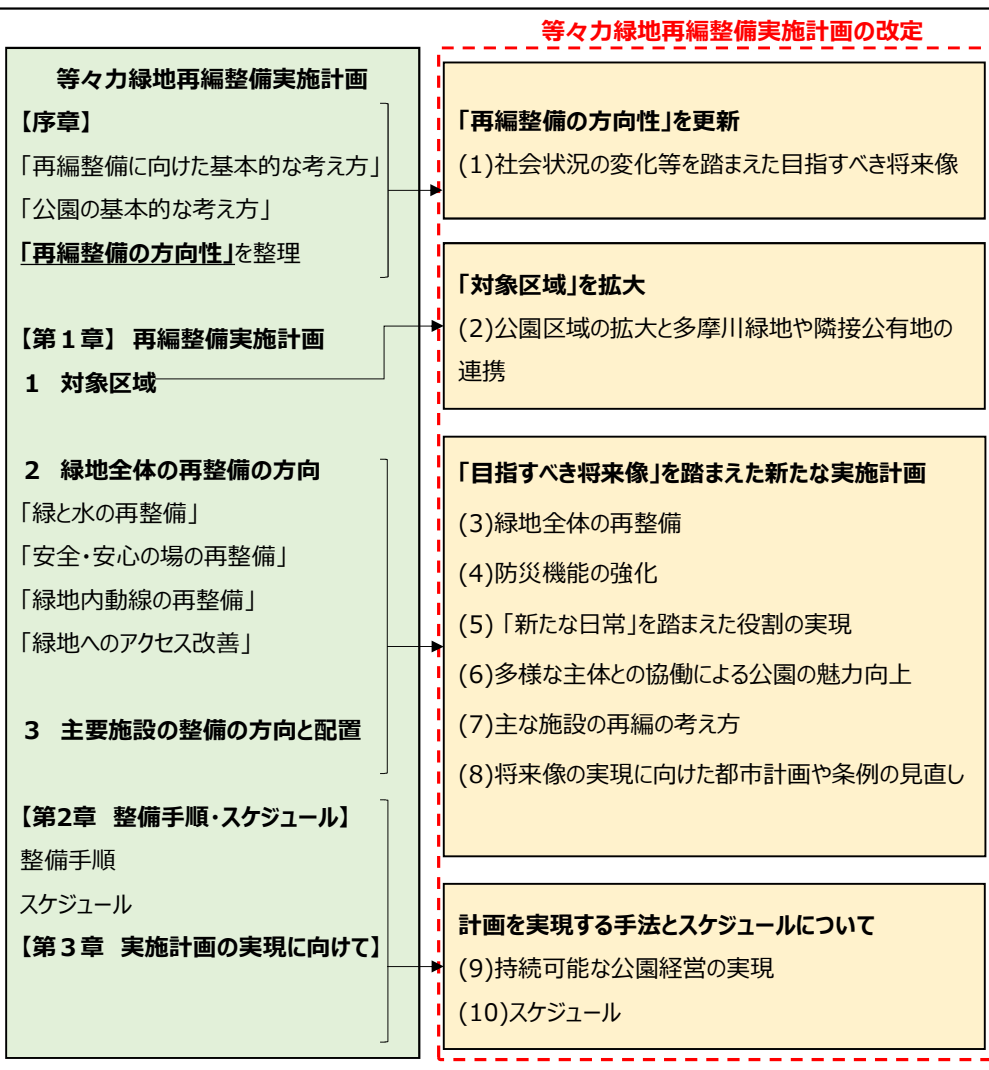 等々力緑地再編整備実施計画の改定
等々力緑地再編整備実施計画
【序章】
「再編整備に向けた基本的な考え方」
「公園の基本的な考え方」
「再編整備の方向性」を整理
【第１章】 再編整備実施計画
1 対象区域
2 緑地全体の再整備の方向
「緑と水の再整備」
「安全・安心の場の再整備」
「緑地内動線の再整備」
「緑地へのアクセス改善」
3 主要施設の整備の方向と配置
【第2章 整備手順・スケジュール】
整備手順
スケジュール
【第３章 実施計画の実現に向けて】
「再編整備の方向性」を更新
(1)社会状況の変化等を踏まえた目指すべき将来像
「対象区域」を拡大
(2)公園区域の拡大と多摩川緑地や隣接公有地の
連携
「目指すべき将来像」を踏まえた新たな実施計画
(3)緑地全体の再整備
(4)防災機能の強化
(5)「新たな日常」を踏まえた役割の実現
(6)多様な主体との協働による公園の魅力向上
(7)主な施設の再編の考え方
(8)将来像の実現に向けた都市計画や条例の見直し
計画を実現する手法とスケジュールについて
(9)持続可能な公園経営の実現
(10)スケジュール